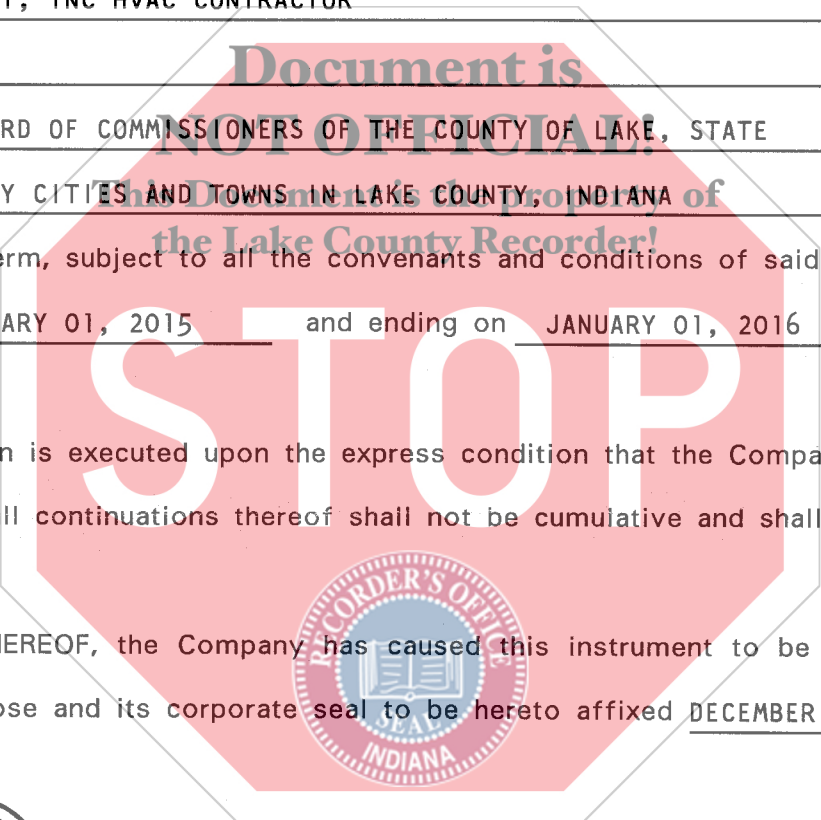 INC HVAC CONTRACTOR
Document is
RD OF COMMISSIONERS OF THE COUNTY OF LAKE, STATE
NOT OFFICIAL!
Y CITIES AND TOWNS IN LAKE COUNTY, INDIANA
This Document is the property of
the Lake County Recorder!
erm, subject to all the convenants and conditions of said
ARY 01, 2015 and ending on JANUARY 01, 2016
STOP
n is executed upon the express condition that the Compa
ll continuations thereof shall not be cumulative and shall
RECORDER'S OFFICE
HEREOF, the Company has caused this instrument to be
ose and its corporate seal to be hereto affixed DECEMBER
SEAL
INDIANA